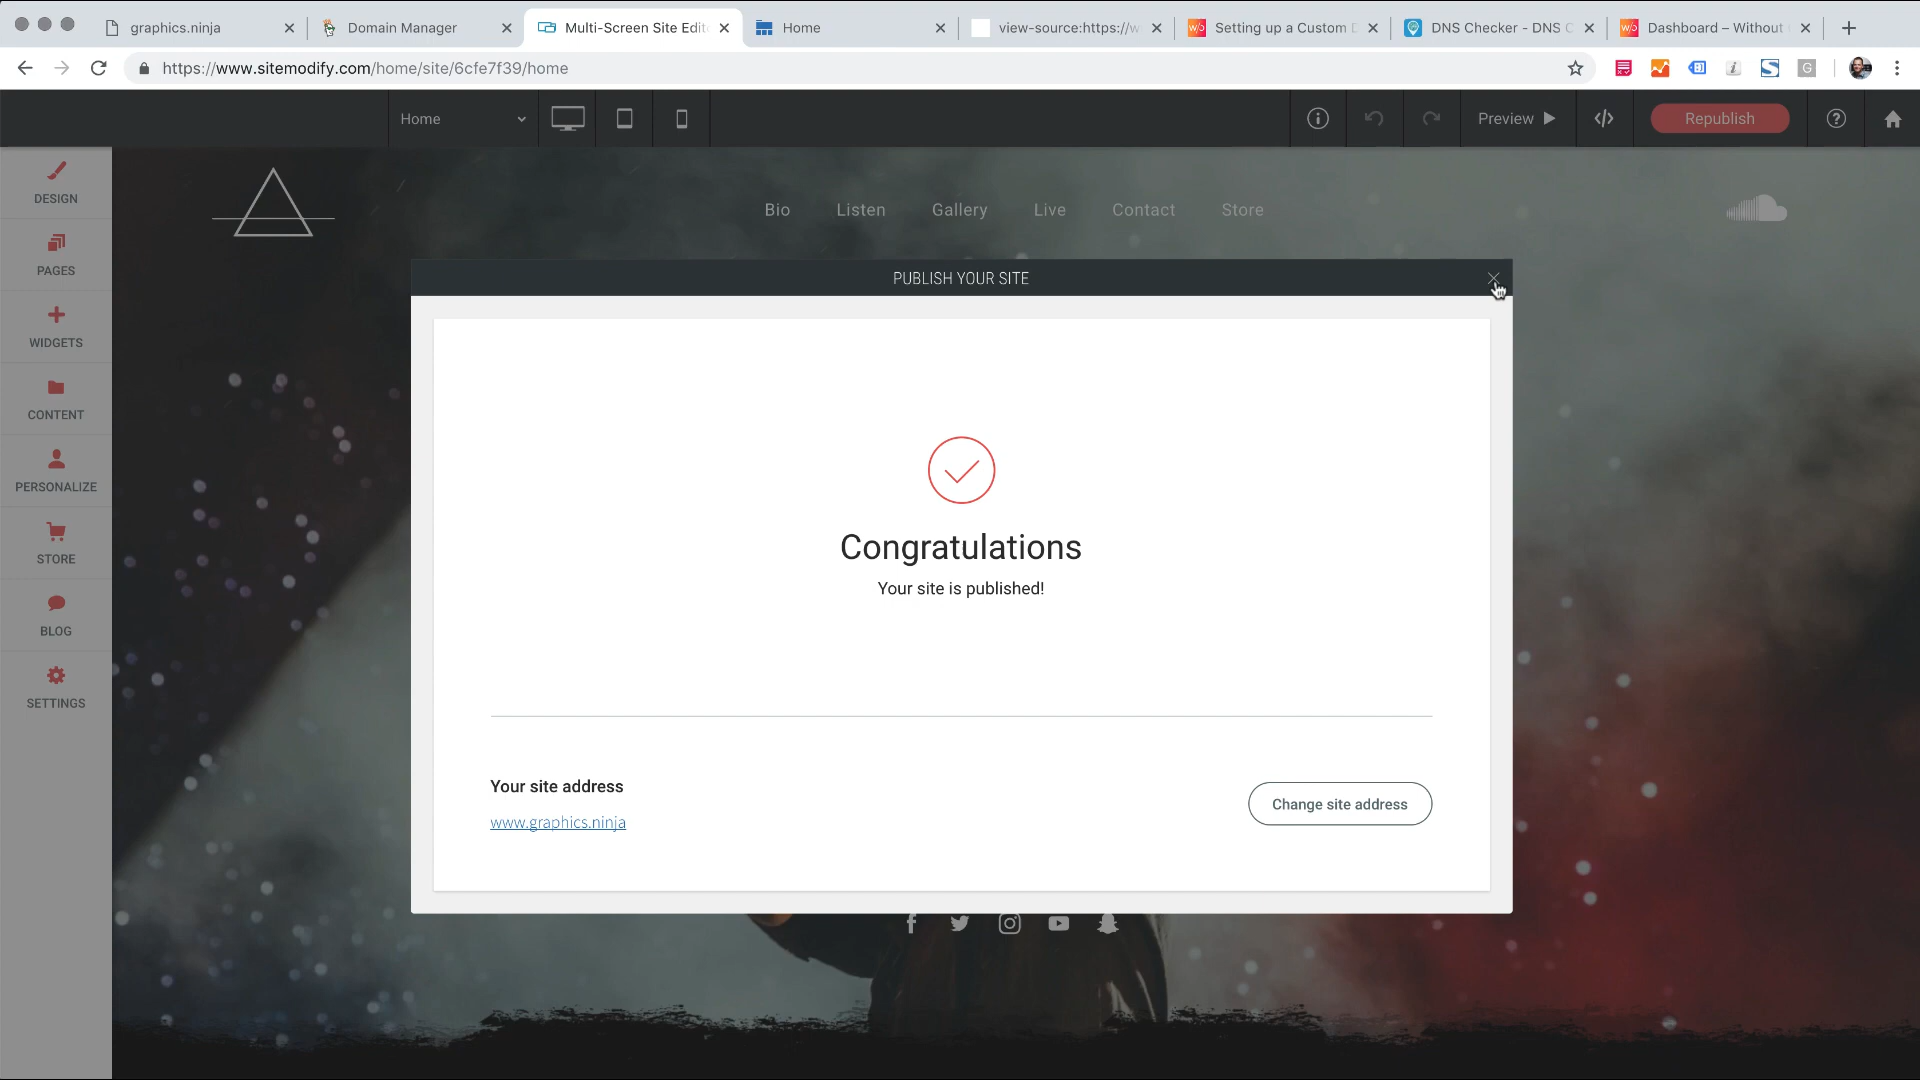 graphics.ninja
Domain Manager
Multi-Screen Site Edit
Home
view-source:https://w
Setting up a Custom D
DNS Checker - DNS C
Dashboard – Without
https://www.sitemodify.com/home/site/6cfe7f39/home
Home
Preview
Republish
DESIGN
PAGES
WIDGETS
CONTENT
PERSONALIZE
STORE
BLOG
SETTINGS
Bio
Listen
Gallery
Live
Contact
Store
PUBLISH YOUR SITE
Congratulations
Your site is published!
Your site address
www.graphics.ninja
Change site address